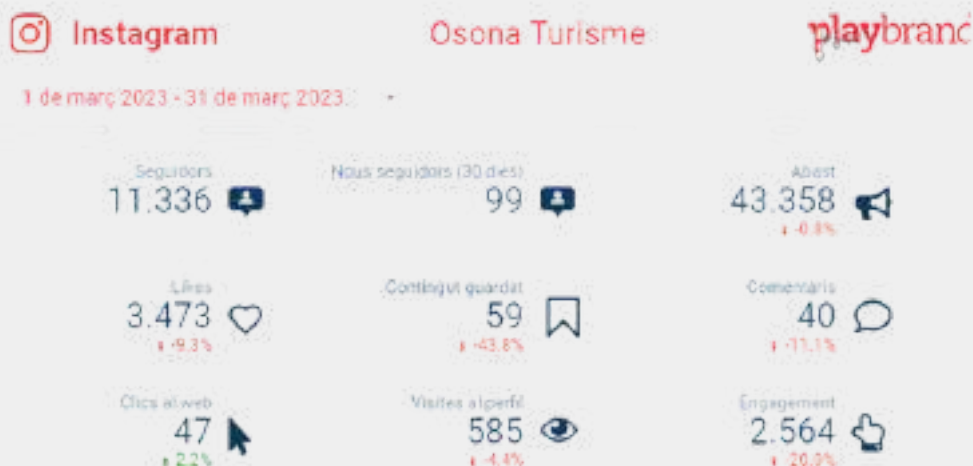 Instagram
Osona Turisme
playbrand
1 de març 2023 - 31 de març 2023
Seguidors
11.336
Nous seguidors (30 dies)
99
Abast
43.358
-0.8%
Likes
3.473
-9.3%
Contingut guardat
59
-43.8%
Comentaris
40
-11.1%
Clics al web
47
2.2%
Visites al perfil
585
-4.4%
Engagement
2.564